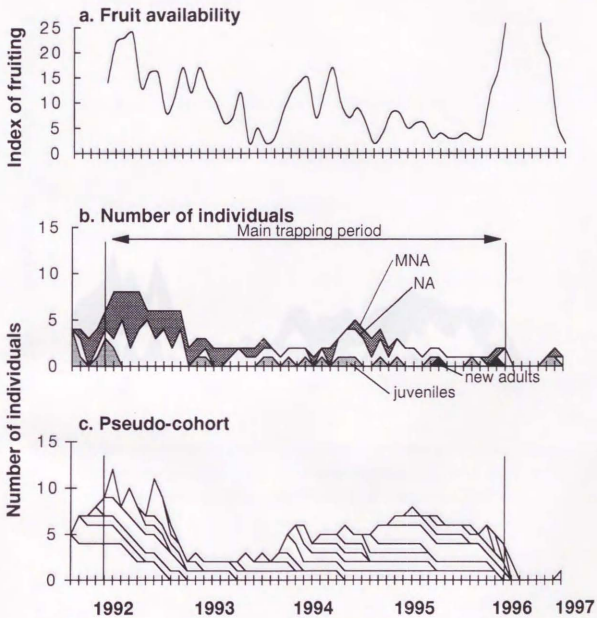 a. Fruit availability
Index of fruiting
25
20
15
10
5
0
b. Number of individuals
Main trapping period
15
10
5
0
MNA
NA
new adults
juveniles
Number of individuals
c. Pseudo-cohort
15
10
5
0
1992 1993 1994 1995 1996 1997